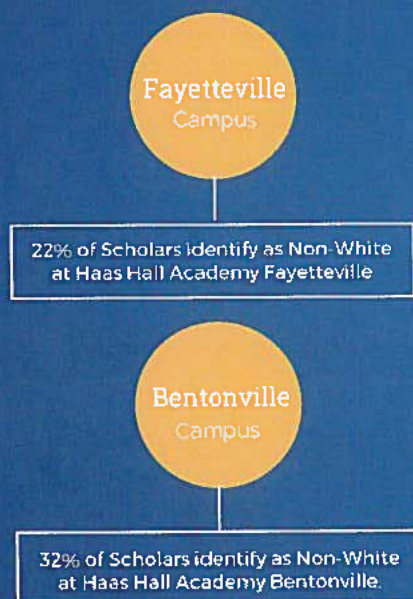 Fayetteville
Campus
22% of Scholars identify as Non-White
at Haas Hall Academy Fayetteville
Bentonville
Campus
32% of Scholars identify as Non-White
at Haas Hall Academy Bentonville.